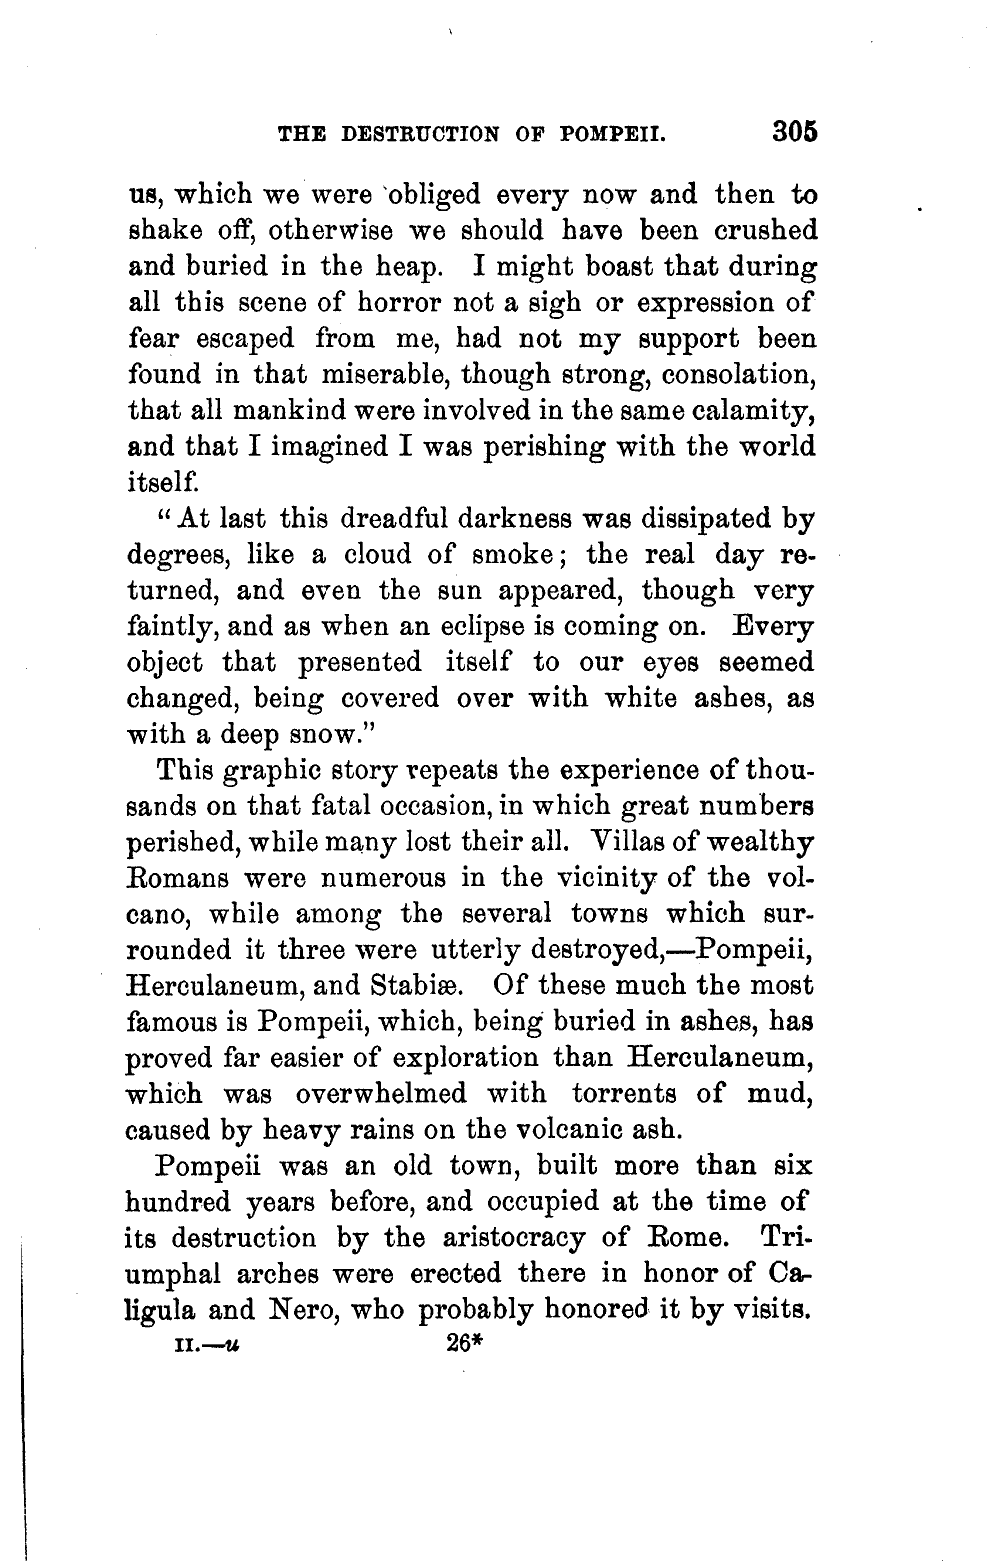 THE DESTRUCTION OF POMPEII. 305
us, which we were obliged every now and then to
shake off, otherwise we should have been crushed
and buried in the heap. I might boast that during
all this scene of horror not a sigh or expression of
fear escaped from me, had not my support been
found in that miserable, though strong, consolation,
that all mankind were involved in the same calamity,
and that I imagined I was perishing with the world
itself.
“At last this dreadful darkness was dissipated by
degrees, like a cloud of smoke; the real day re-
turned, and even the sun appeared, though very
faintly, and as when an eclipse is coming on. Every
object that presented itself to our eyes seemed
changed, being covered over with white ashes, as
with a deep snow.”
This graphic story repeats the experience of thou-
sands on that fatal occasion, in which great numbers
perished, while many lost their all. Villas of wealthy
Romans were numerous in the vicinity of the vol-
cano, while among the several towns which sur-
rounded it three were utterly destroyed,—Pompeii,
Herculaneum, and Stabiæ. Of these much the most
famous is Pompeii, which, being buried in ashes, has
proved far easier of exploration than Herculaneum,
which was overwhelmed with torrents of mud,
caused by heavy rains on the volcanic ash.
Pompeii was an old town, built more than six
hundred years before, and occupied at the time of
its destruction by the aristocracy of Rome. Tri-
umphal arches were erected there in honor of Ca-
ligula and Nero, who probably honored it by visits.
II.—u 26*